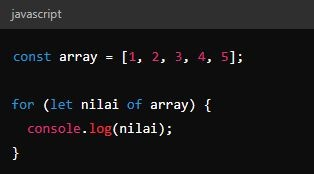 javascript
const array = [1, 2, 3, 4, 5];
for (let nilai of array) {
console.log(nilai);
}